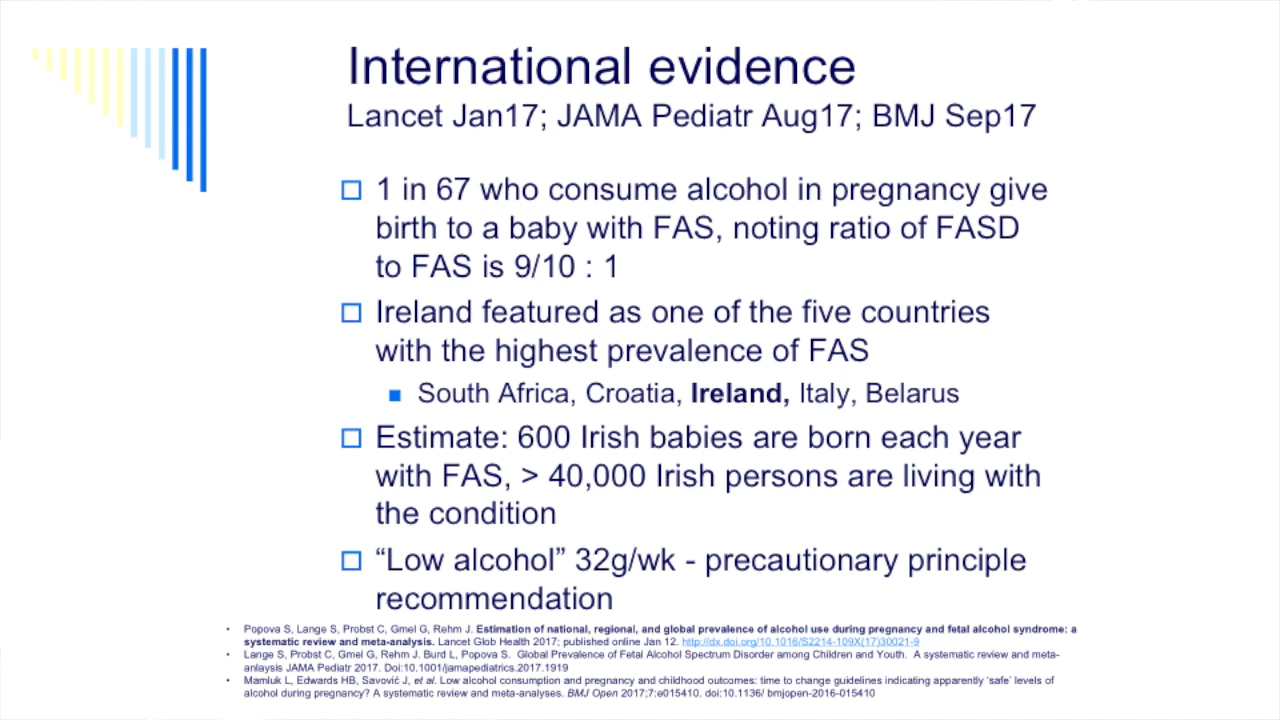 International evidence
Lancet Jan17; JAMA Pediatr Aug17; BMJ Sep17
1 in 67 who consume alcohol in pregnancy give
birth to a baby with FAS, noting ratio of FASD
to FAS is 9/10 : 1
Ireland featured as one of the five countries
with the highest prevalence of FAS
South Africa, Croatia, Ireland, Italy, Belarus
Estimate: 600 Irish babies are born each year
with FAS, > 40,000 Irish persons are living with
the condition
“Low alcohol” 32g/wk - precautionary principle
recommendation
• Popova S, Lange S, Probst C, Gmel G, Rehm J. Estimation of national, regional, and global prevalence of alcohol use during pregnancy and fetal alcohol syndrome: a
systematic review and meta-analysis. Lancet Glob Health 2017; published online Jan 12. http://dx.doi.org/10.1016/S2214-109X(17)30021-9
• Lange S, Probst C, Gmel G, Rehm J. Burd L, Popova S. Global Prevalence of Fetal Alcohol Spectrum Disorder among Children and Youth. A systematic review and meta-
anlaysis JAMA Pediatr 2017. Doi:10.1001/jamapediatrics.2017.1919
• Mamluk L, Edwards HB, Savović J, et al. Low alcohol consumption and pregnancy and childhood outcomes: time to change guidelines indicating apparently ‘safe’ levels of
alcohol during pregnancy? A systematic review and meta-analyses. BMJ Open 2017;7:e015410. doi:10.1136/ bmjopen-2016-015410